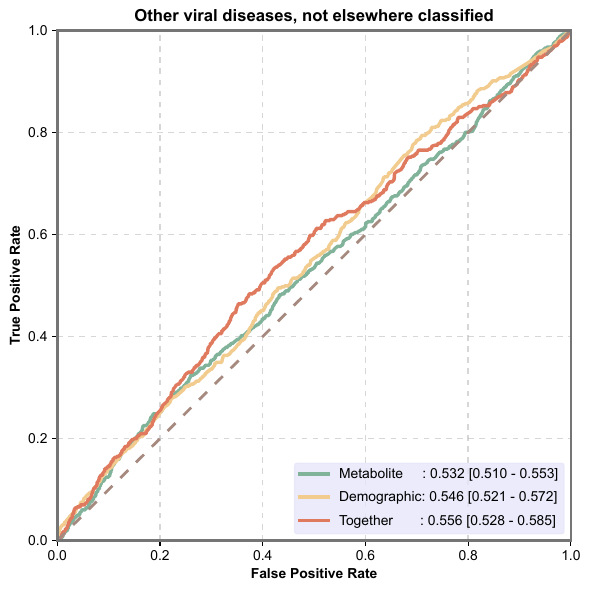 Other viral diseases, not elsewhere classified
True Positive Rate
1.0
0.8
0.6
0.4
0.2
0.0
0.0 0.2 0.4 0.6 0.8 1.0
False Positive Rate
Metabolite : 0.532 [0.510 - 0.553]
Demographic: 0.546 [0.521 - 0.572]
Together : 0.556 [0.528 - 0.585]